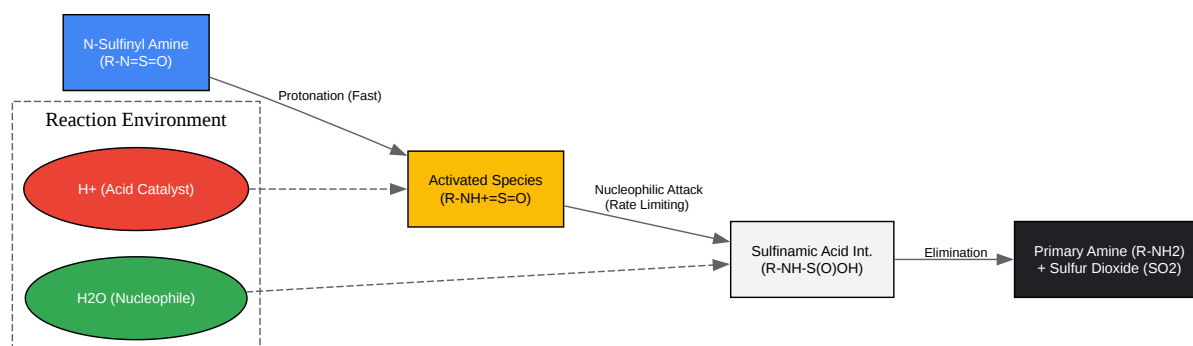 N-Sulfinyl Amine
(R-N=S=O)
Protonation (Fast)
Reaction Environment
H+ (Acid Catalyst)
Activated Species
(R-NH+=S=O)
Nucleophilic Attack
(Rate Limiting)
Sulfinamic Acid Int.
(R-NH-S(O)OH)
Elimination
Primary Amine (R-NH2)
+ Sulfur Dioxide (SO2)
H2O (Nucleophile)